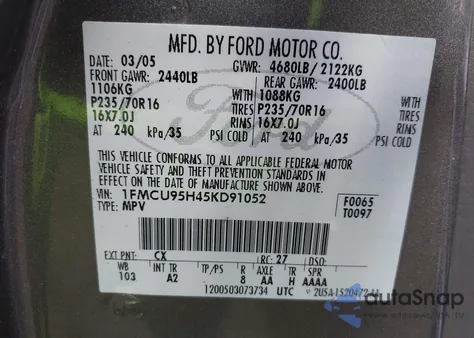 MFD. BY FORD MOTOR CO.
DATE: 03/05 GVWR: 4680LB/ 2122KG
FRONT GAWR: 2440LB REAR GAWR: 2400LB
1106KG WITH 1088KG WITH
P235/70R16 TIRES P235/70R16 TIRES
16X7.0J RIMS 16X7.0J RIMS
AT 240 kPa/35 PSI COLD AT 240 kPa/35 PSI COLD
THIS VEHICLE CONFORMS TO ALL APPLICABLE FEDERAL MOTOR
VEHICLE SAFETY AND BUMPER STANDARDS
IN EFFECT ON THE DATE OF MANUFACTURE SHOWN ABOVE.
VIN: 1FMCU95H45KD91052 F0065
TYPE: MPV T0097
EXT PNT: CX RC: 27 DSO:
WB INT TR TP/PS R AXLE TR SPR
103 A2 8 AA H AAAA
1200503073734 UTC
Ford
autoSnap